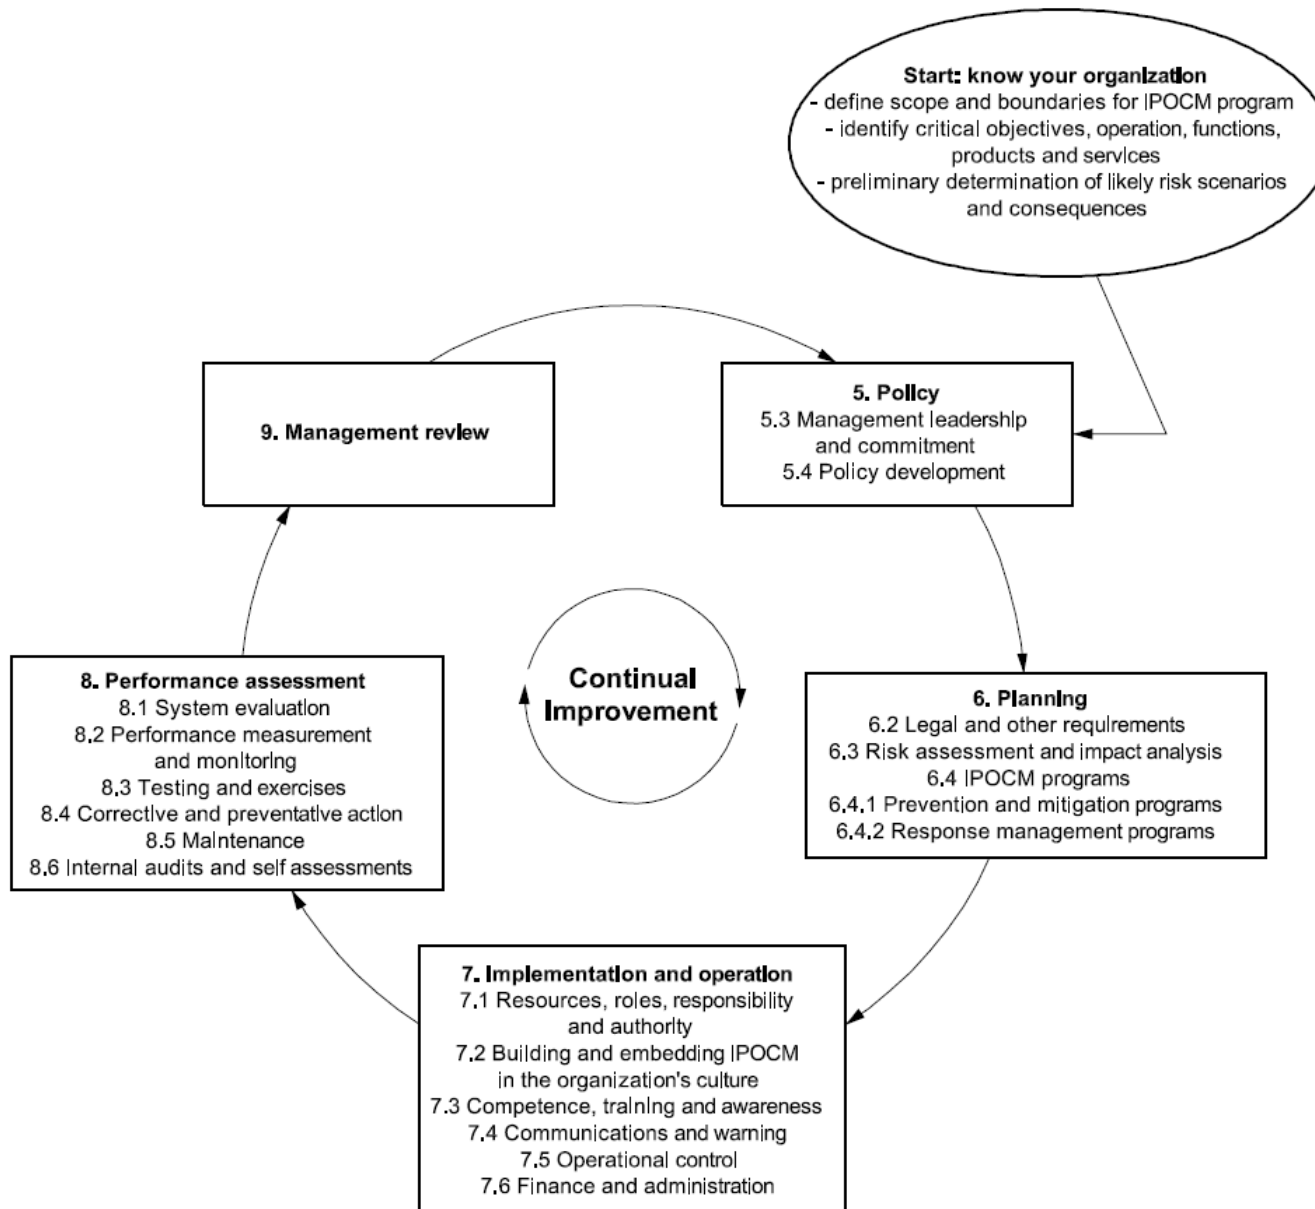 Start: know your organization
- define scope and boundaries for IPOCM program
- identify critical objectives, operation, functions,
products and services
- preliminary determination of likely risk scenarios
and consequences
9. Management review
5. Policy
5.3 Management leadership
and commitment
5.4 Policy development
Continual
Improvement
8. Performance assessment
8.1 System evaluation
8.2 Performance measurement
and monitoring
8.3 Testing and exercises
8.4 Corrective and preventative action
8.5 Maintenance
8.6 Internal audits and self assessments
6. Planning
6.2 Legal and other requirements
6.3 Risk assessment and impact analysis
6.4 IPOCM programs
6.4.1 Prevention and mitigation programs
6.4.2 Response management programs
7. Implementation and operation
7.1 Resources, roles, responsibility
and authority
7.2 Building and embedding IPOCM
in the organization's culture
7.3 Competence, training and awareness
7.4 Communications and warning
7.5 Operational control
7.6 Finance and administration